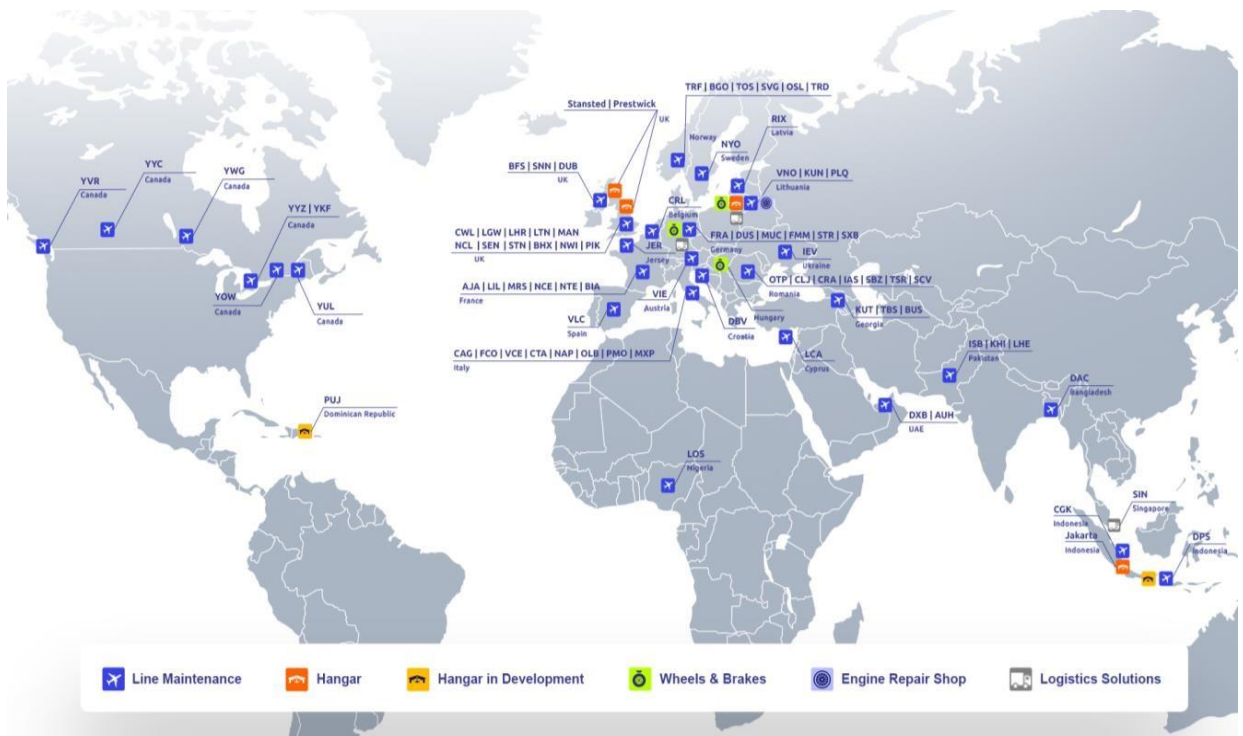 TRF | BGO | TOS | SVG | OSL | TRD
Norway
Stansted | Prestwick
UK
RIX
Latvia
NYO
Sweden
BFS | SNN | DUB
UK
VNO | KUN | PLQ
Lithuania
YVR
Canada
YYC
Canada
YWG
Canada
YYZ | YKF
Canada
YOW
Canada
YUL
Canada
CRL
Belgium
CWL | LGW | LHR | LTN | MAN
NCL | SEN | STN | BHX | NWI | PIK
UK
JER
Jersey
FRA | DUS | MUC | FMM | STR | SXB
Germany
IEV
Ukraine
AJA | LIL | MRS | NCE | NTE | BIA
France
VIE
Austria
OTP | CLJ | CRA | IAS | SBZ | TSR | SCV
Romania
Hungary
VLC
Spain
DBV
Croatia
KUT | TBS | BUS
Georgia
CAG | FCO | VCE | CTA | NAP | OLB | PMO | MXP
Italy
LCA
Cyprus
ISB | KHI | LHE
Pakistan
DAC
Bangladesh
PUJ
Dominican Republic
DXB | AUH
UAE
LOS
Nigeria
SIN
Singapore
CGK
Indonesia
Jakarta
Indonesia
DPS
Indonesia
Line Maintenance
Hangar
Hangar in Development
Wheels & Brakes
Engine Repair Shop
Logistics Solutions